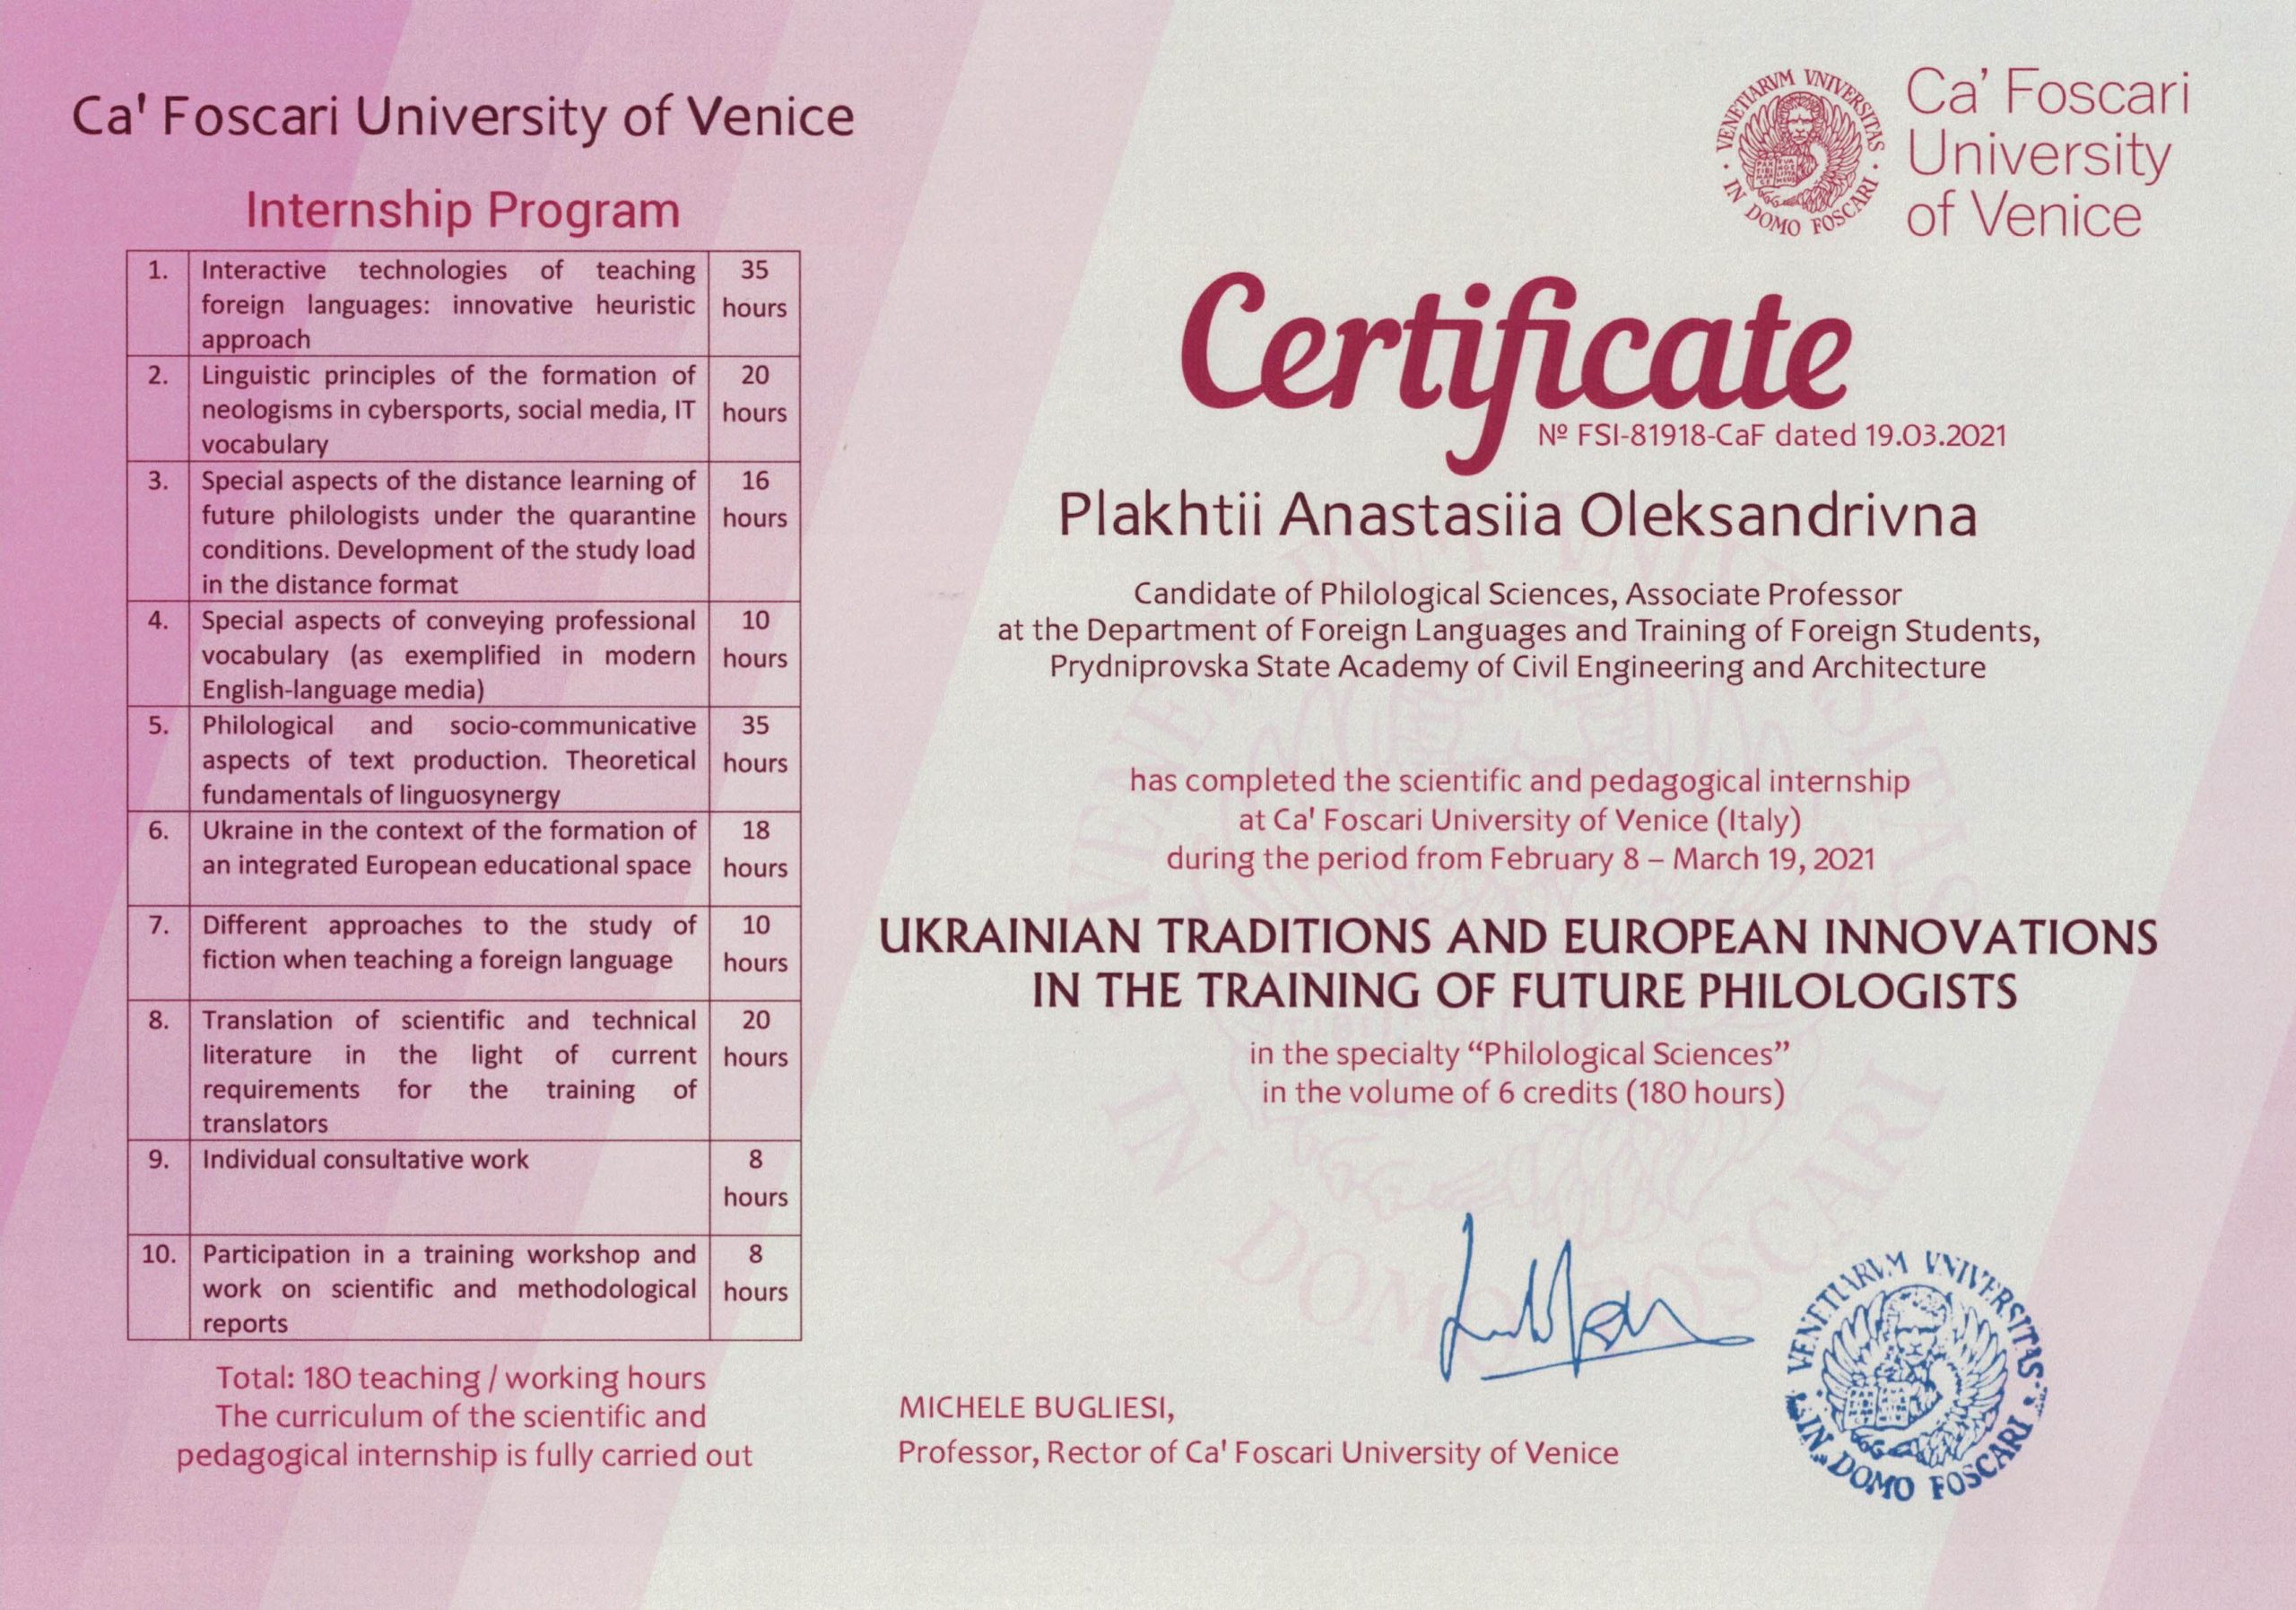 Ca' Foscari University of Venice
Internship Program
1. Interactive technologies of teaching 35
foreign languages: innovative heuristic hours
approach
2. Linguistic principles of the formation of 20
neologisms in cybersports, social media, IT hours
vocabulary
3. Special aspects of the distance learning of 16
future philologists under the quarantine hours
conditions. Development of the study load
in the distance format
4. Special aspects of conveying professional 10
vocabulary (as exemplified in modern hours
English-language media)
5. Philological and socio-communicative 35
aspects of text production. Theoretical hours
fundamentals of linguosynergy
6. Ukraine in the context of the formation of 18
an integrated European educational space hours
7. Different approaches to the study of 10
fiction when teaching a foreign language hours
8. Translation of scientific and technical 20
literature in the light of current hours
requirements for the training of
translators
9. Individual consultative work 8
hours
10. Participation in a training workshop and 8
work on scientific and methodological hours
reports
Total: 180 teaching / working hours
The curriculum of the scientific and
pedagogical internship is fully carried out
VENETIARVM VNIVERSITAS
IN DOMO FOSCARI
Ca' Foscari
University
of Venice
Certificate
№ FSI-81918-CaF dated 19.03.2021
Plakhtii Anastasiia Oleksandrivna
Candidate of Philological Sciences, Associate Professor
at the Department of Foreign Languages and Training of Foreign Students,
Prydniprovska State Academy of Civil Engineering and Architecture
has completed the scientific and pedagogical internship
at Ca' Foscari University of Venice (Italy)
during the period from February 8 – March 19, 2021
UKRAINIAN TRADITIONS AND EUROPEAN INNOVATIONS
IN THE TRAINING OF FUTURE PHILOLOGISTS
in the specialty “Philological Sciences”
in the volume of 6 credits (180 hours)
MICHELE BUGLIESI,
Professor, Rector of Ca' Foscari University of Venice
VENETIARVM VNIVERSITAS
IN DOMO FOSCARI